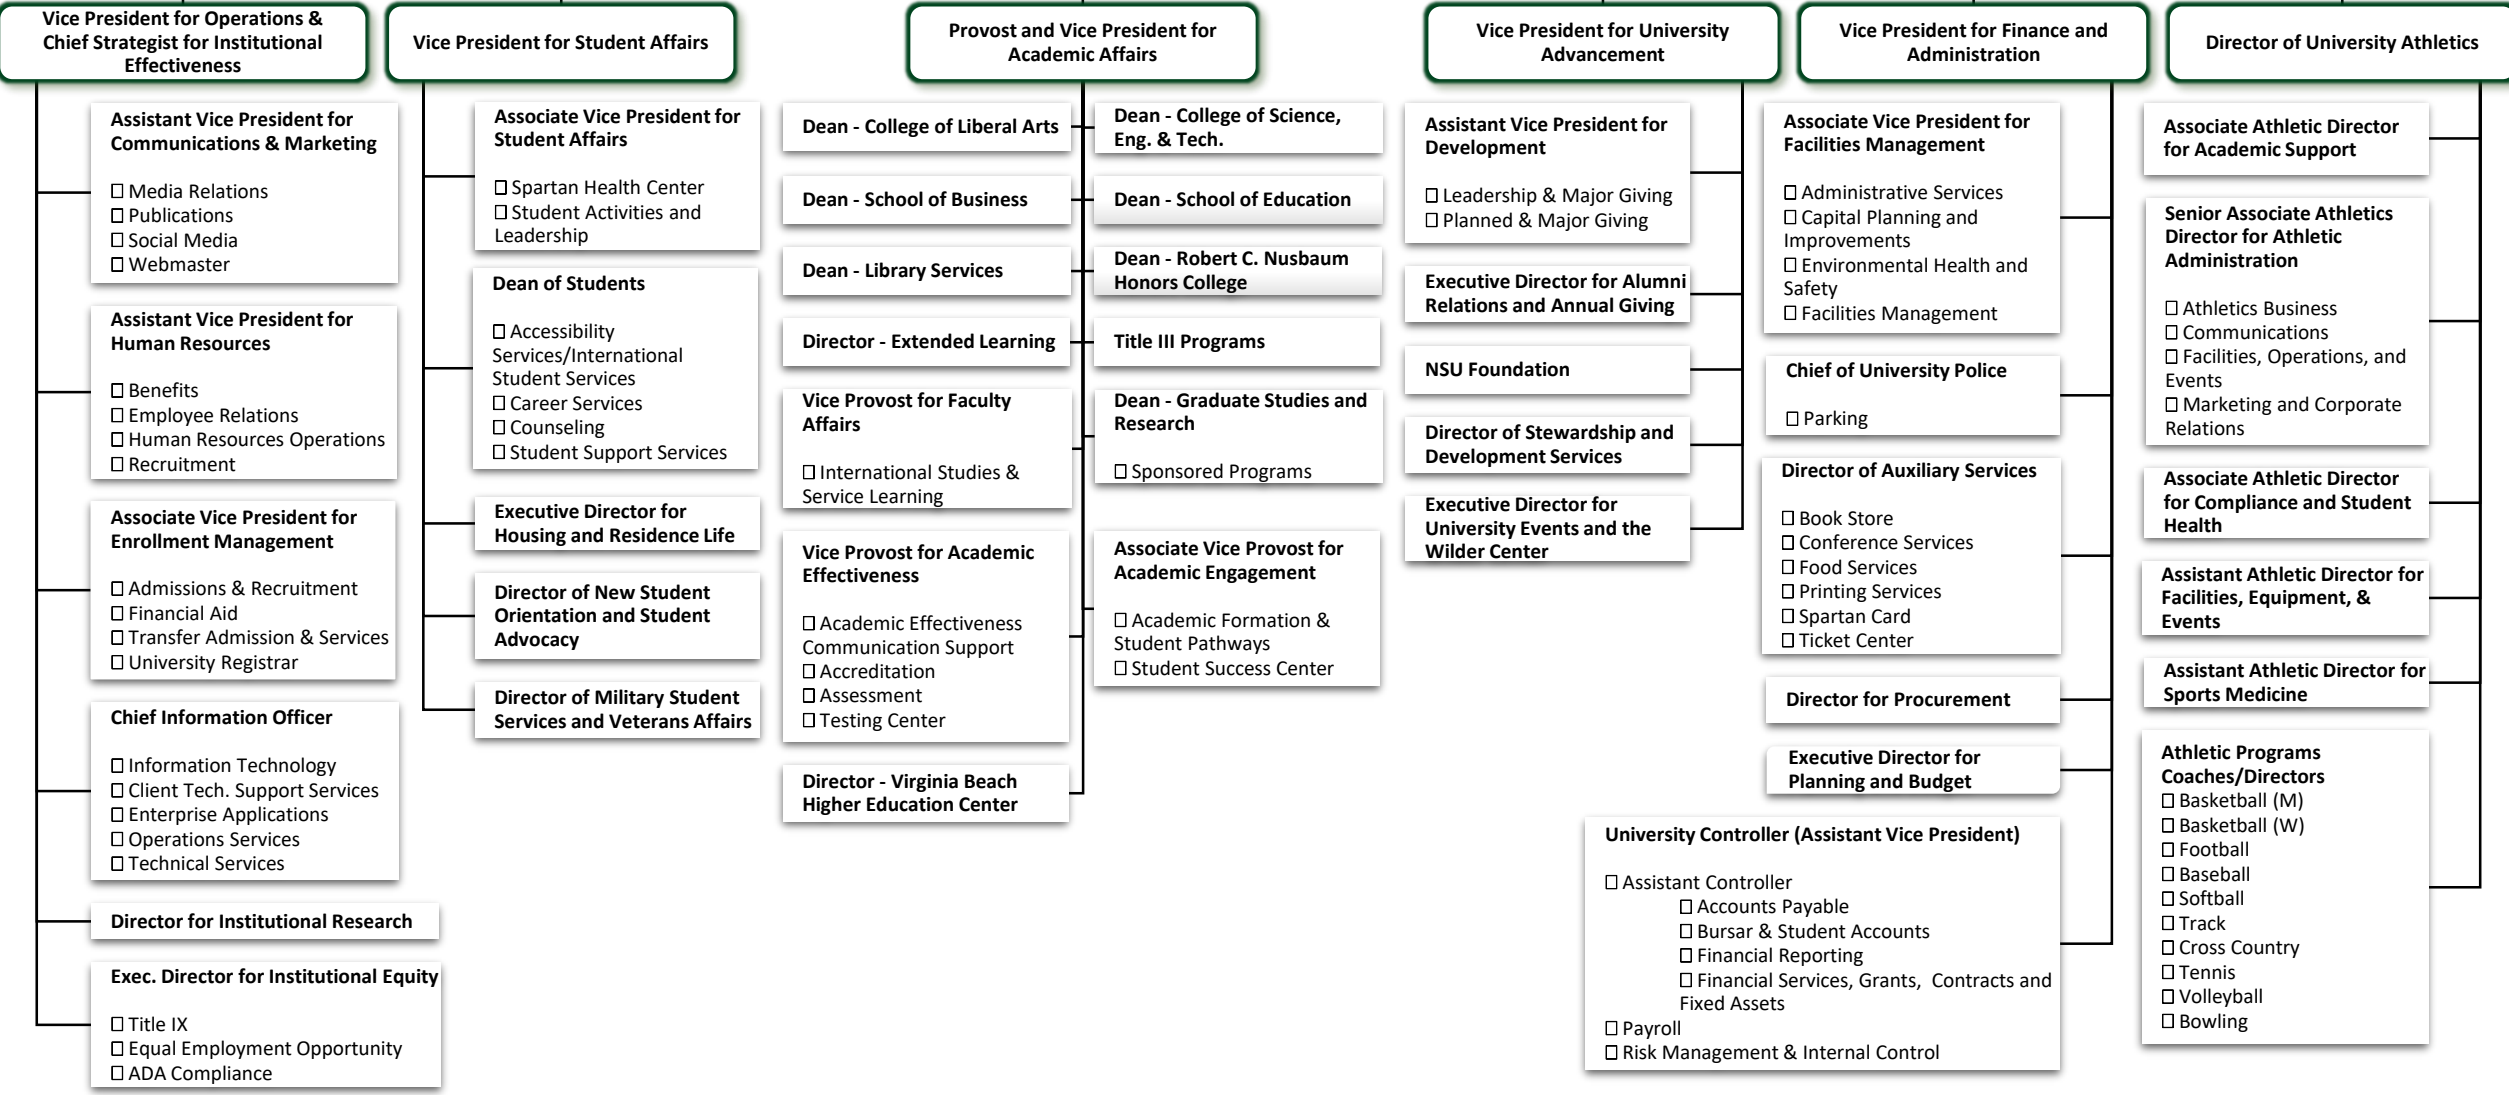 Vice President for Operations &
Chief Strategist for Institutional
Effectiveness
Assistant Vice President for
Communications & Marketing
☐ Media Relations
☐ Publications
☐ Social Media
☐ Webmaster
Assistant Vice President for
Human Resources
☐ Benefits
☐ Employee Relations
☐ Human Resources Operations
☐ Recruitment
Associate Vice President for
Enrollment Management
☐ Admissions & Recruitment
☐ Financial Aid
☐ Transfer Admission & Services
☐ University Registrar
Chief Information Officer
☐ Information Technology
☐ Client Tech. Support Services
☐ Enterprise Applications
☐ Operations Services
☐ Technical Services
Director for Institutional Research
Exec. Director for Institutional Equity
☐ Title IX
☐ Equal Employment Opportunity
☐ ADA Compliance
Vice President for Student Affairs
Associate Vice President for
Student Affairs
☐ Spartan Health Center
☐ Student Activities and
Leadership
Dean of Students
☐ Accessibility
Services/International
Student Services
☐ Career Services
☐ Counseling
☐ Student Support Services
Executive Director for
Housing and Residence Life
Director of New Student
Orientation and Student
Advocacy
Director of Military Student
Services and Veterans Affairs
Provost and Vice President for
Academic Affairs
Dean - College of Liberal Arts
Dean - School of Business
Dean - Library Services
Director - Extended Learning
Vice Provost for Faculty
Affairs
☐ International Studies &
Service Learning
Vice Provost for Academic
Effectiveness
☐ Academic Effectiveness
Communication Support
☐ Accreditation
☐ Assessment
☐ Testing Center
Director - Virginia Beach
Higher Education Center
Dean - College of Science,
Eng. & Tech.
Dean - School of Education
Dean - Robert C. Nusbaum
Honors College
Title III Programs
Dean - Graduate Studies and
Research
☐ Sponsored Programs
Associate Vice Provost for
Academic Engagement
☐ Academic Formation &
Student Pathways
☐ Student Success Center
Vice President for University
Advancement
Assistant Vice President for
Development
☐ Leadership & Major Giving
☐ Planned & Major Giving
Executive Director for Alumni
Relations and Annual Giving
NSU Foundation
Director of Stewardship and
Development Services
Executive Director for
University Events and the
Wilder Center
Vice President for Finance and
Administration
Associate Vice President for
Facilities Management
☐ Administrative Services
☐ Capital Planning and
Improvements
☐ Environmental Health and
Safety
☐ Facilities Management
Chief of University Police
☐ Parking
Director of Auxiliary Services
☐ Book Store
☐ Conference Services
☐ Food Services
☐ Printing Services
☐ Spartan Card
☐ Ticket Center
Director for Procurement
Executive Director for
Planning and Budget
University Controller (Assistant Vice President)
☐ Assistant Controller
☐ Accounts Payable
☐ Bursar & Student Accounts
☐ Financial Reporting
☐ Financial Services, Grants, Contracts and
Fixed Assets
☐ Payroll
☐ Risk Management & Internal Control
Director of University Athletics
Associate Athletic Director
for Academic Support
Senior Associate Athletics
Director for Athletic
Administration
☐ Athletics Business
☐ Communications
☐ Facilities, Operations, and
Events
☐ Marketing and Corporate
Relations
Associate Athletic Director
for Compliance and Student
Health
Assistant Athletic Director for
Facilities, Equipment, &
Events
Assistant Athletic Director for
Sports Medicine
Athletic Programs
Coaches/Directors
☐ Basketball (M)
☐ Basketball (W)
☐ Football
☐ Baseball
☐ Softball
☐ Track
☐ Cross Country
☐ Tennis
☐ Volleyball
☐ Bowling